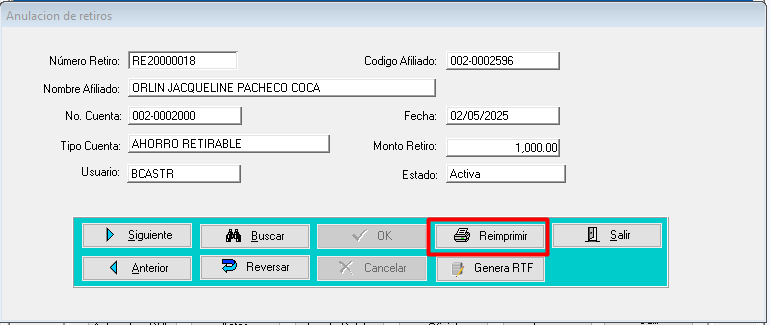 Anulacion de retiros
Número Retiro: RE20000018 Codigo Afiliado: 002-0002596
Nombre Afiliado: ORLIN JACQUELINE PACHECO COCA
No. Cuenta: 002-0002000 Fecha: 02/05/2025
Tipo Cuenta: AHORRO RETIRABLE Monto Retiro: 1,000.00
Usuario: BCASTR Estado: Activa
Siguiente Buscar OK Reimprimir Salir
Anterior Reversar Cancelar Genera RTF